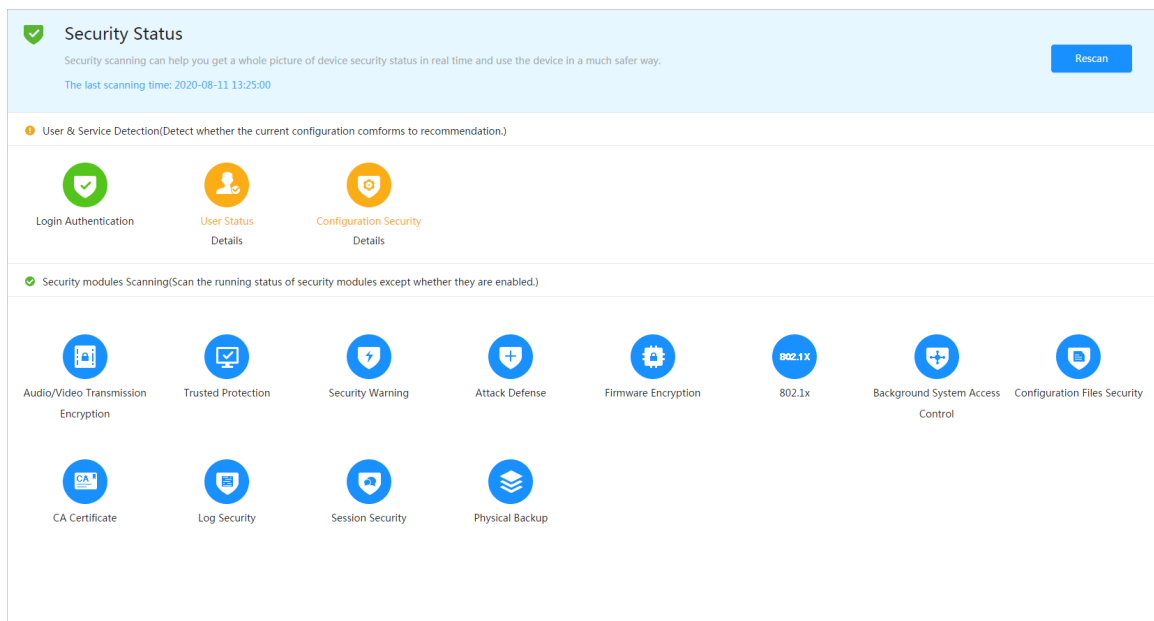 Security Status
Security scanning can help you get a whole picture of device security status in real time and use the device in a much safer way.
Rescan
The last scanning time: 2020-08-11 13:25:00
User & Service Detection(Detect whether the current configuration comforms to recommendation.)
Login Authentication
User Status
Configuration Security
Details
Details
Security modules Scanning(Scan the running status of security modules except whether they are enabled.)
802.1X
Audio/Video Transmission
Encryption
Trusted Protection
Security Warning
Attack Defense
Firmware Encryption
802.1x
Background System Access
Control
Configuration Files Security
CA
CA Certificate
Log Security
Session Security
Physical Backup